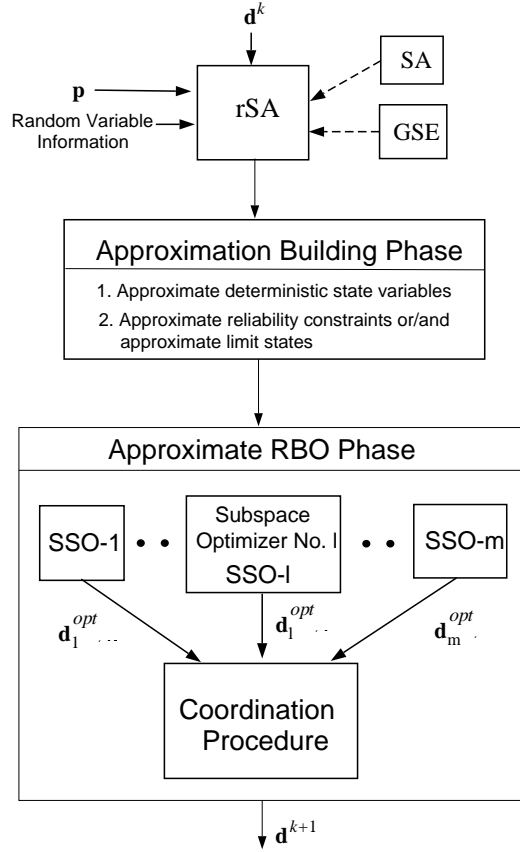 d^k
SA
p
rSA
Random Variable
Information
GSE
Approximation Building Phase
1. Approximate deterministic state variables
2. Approximate reliability constraints or/and
approximate limit states
Approximate RBO Phase
SSO-1
• •
Subspace
Optimizer No. l
SSO-l
• •
SSO-m
d_1^{opt}
d_l^{opt}
d_m^{opt}
Coordination
Procedure
d^{k+1}